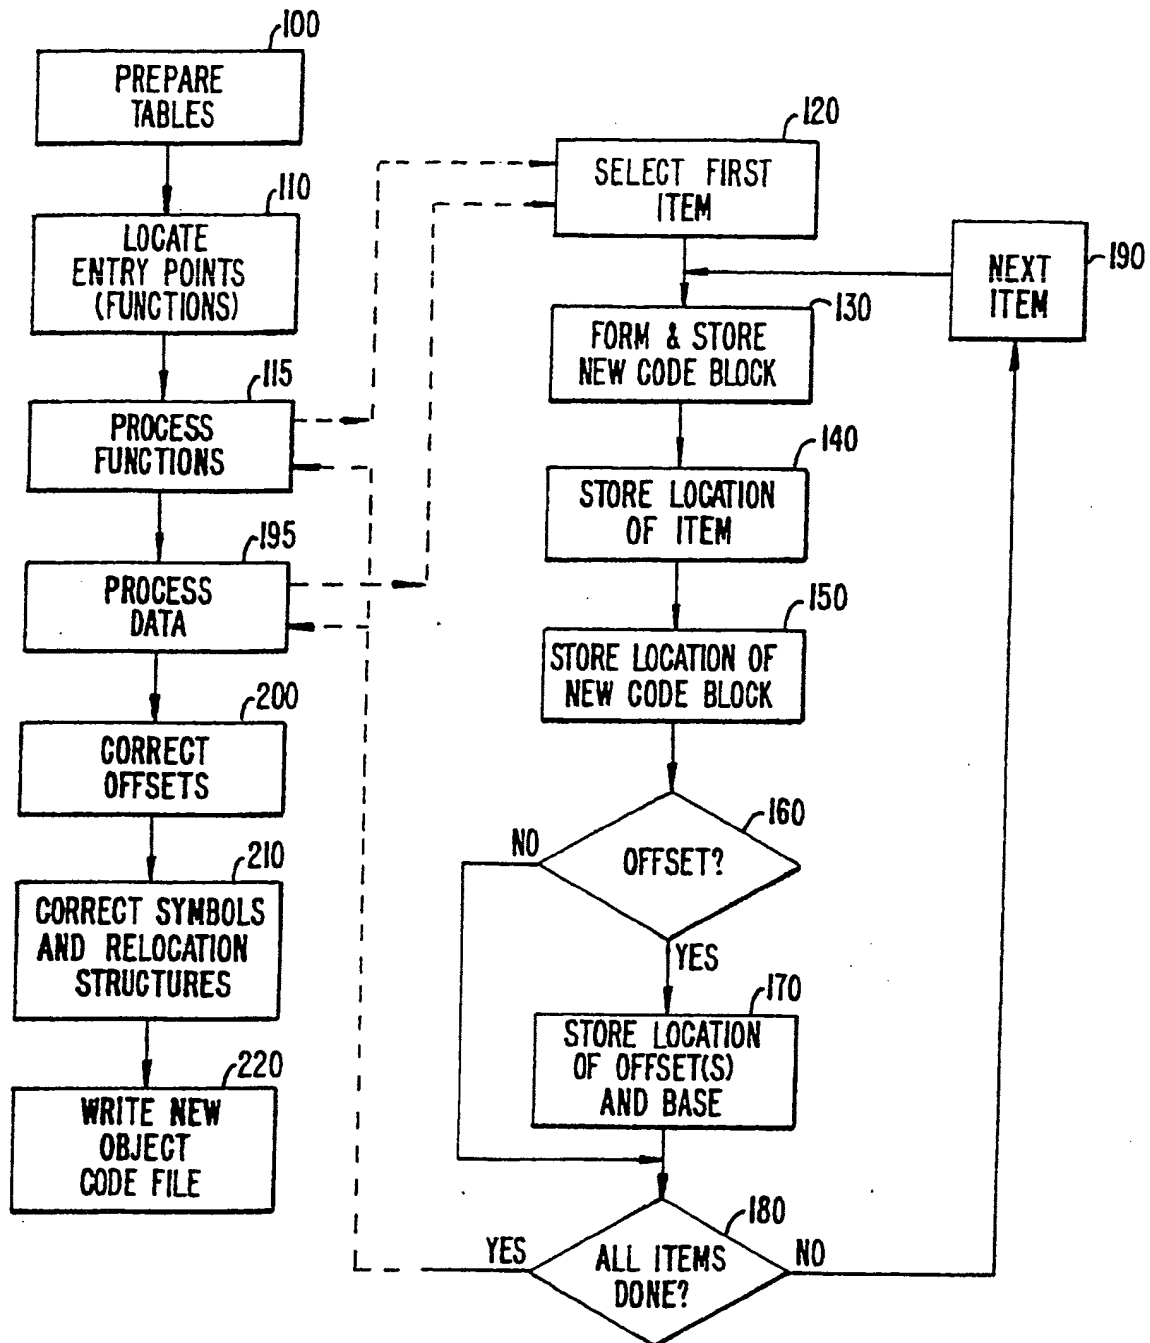 100
PREPARE
TABLES
110
LOCATE
ENTRY POINTS
(FUNCTIONS)
115
PROCESS
FUNCTIONS
195
PROCESS
DATA
200
CORRECT
OFFSETS
210
CORRECT SYMBOLS
AND RELOCATION
STRUCTURES
220
WRITE NEW
OBJECT
CODE FILE
120
SELECT FIRST
ITEM
190
NEXT
ITEM
130
FORM & STORE
NEW CODE BLOCK
140
STORE LOCATION
OF ITEM
150
STORE LOCATION OF
NEW CODE BLOCK
160
OFFSET?
NO
YES
170
STORE LOCATION
OF OFFSET(S)
AND BASE
180
ALL ITEMS
DONE?
YES
NO